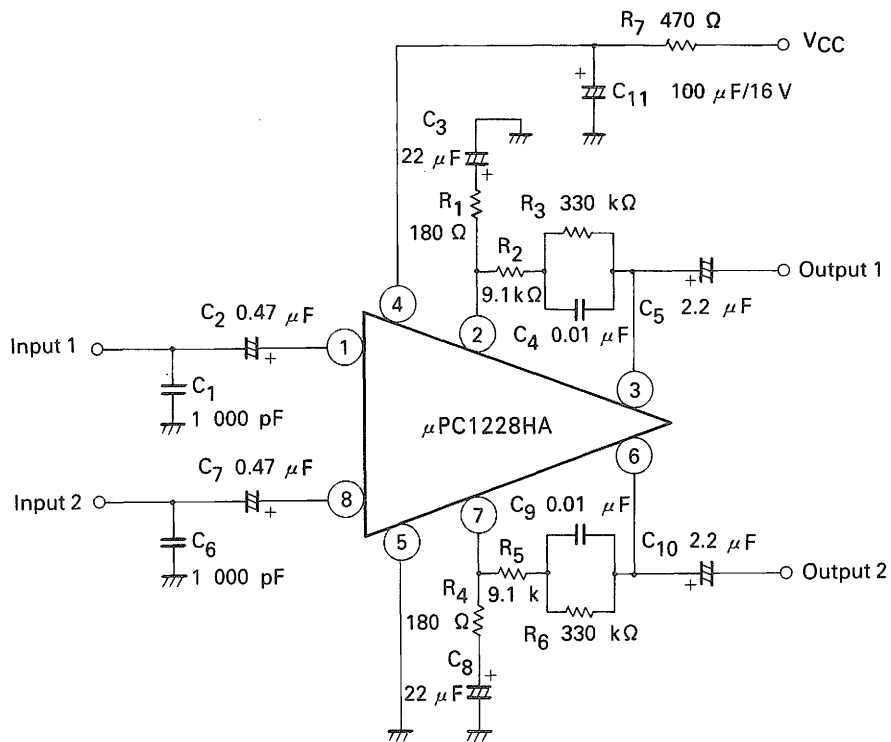 R7 470 Ω
VCC
C11 100 μF/16 V
+
C3
22 μF
+
R1
180 Ω
R3 330 kΩ
R2
9.1kΩ
C4 0.01 μF
C5 2.2 μF
+
Output 1
4
2
3
C2 0.47 μF
+
Input 1
1
C1
1 000 pF
μPC1228HA
C7 0.47 μF
+
Input 2
8
C6
1 000 pF
5
7
6
C9 0.01 μF
R5
9.1 k
C10 2.2 μF
+
Output 2
R4
180 Ω
R6 330 kΩ
C8
+
22 μF